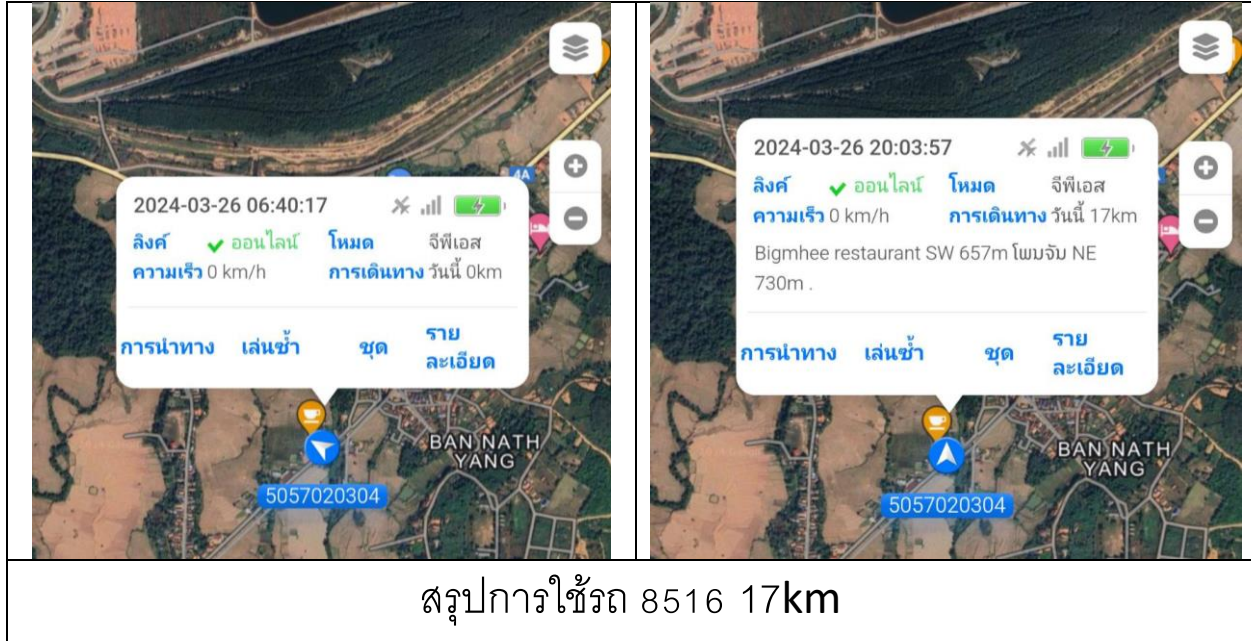 2024-03-26 06:40:17
ลิงค์ ออนไลน์ โหมด จีพีเอส
ความเร็ว 0 km/h การเดินทาง วันนี้ 0km
การนำทาง เล่นซ้ำ ชุด ราย
ละเอียด
4A
BAN NATH
YANG
5057020304
2024-03-26 20:03:57
ลิงค์ ออนไลน์ โหมด จีพีเอส
ความเร็ว 0 km/h การเดินทาง วันนี้ 17km
Bigmhee restaurant SW 657m ໂພນຈັນ NE
730m .
การนำทาง เล่นซ้ำ ชุด ราย
ละเอียด
BAN NATH
YANG
5057020304
สรุปการใช้รถ 8516 17km